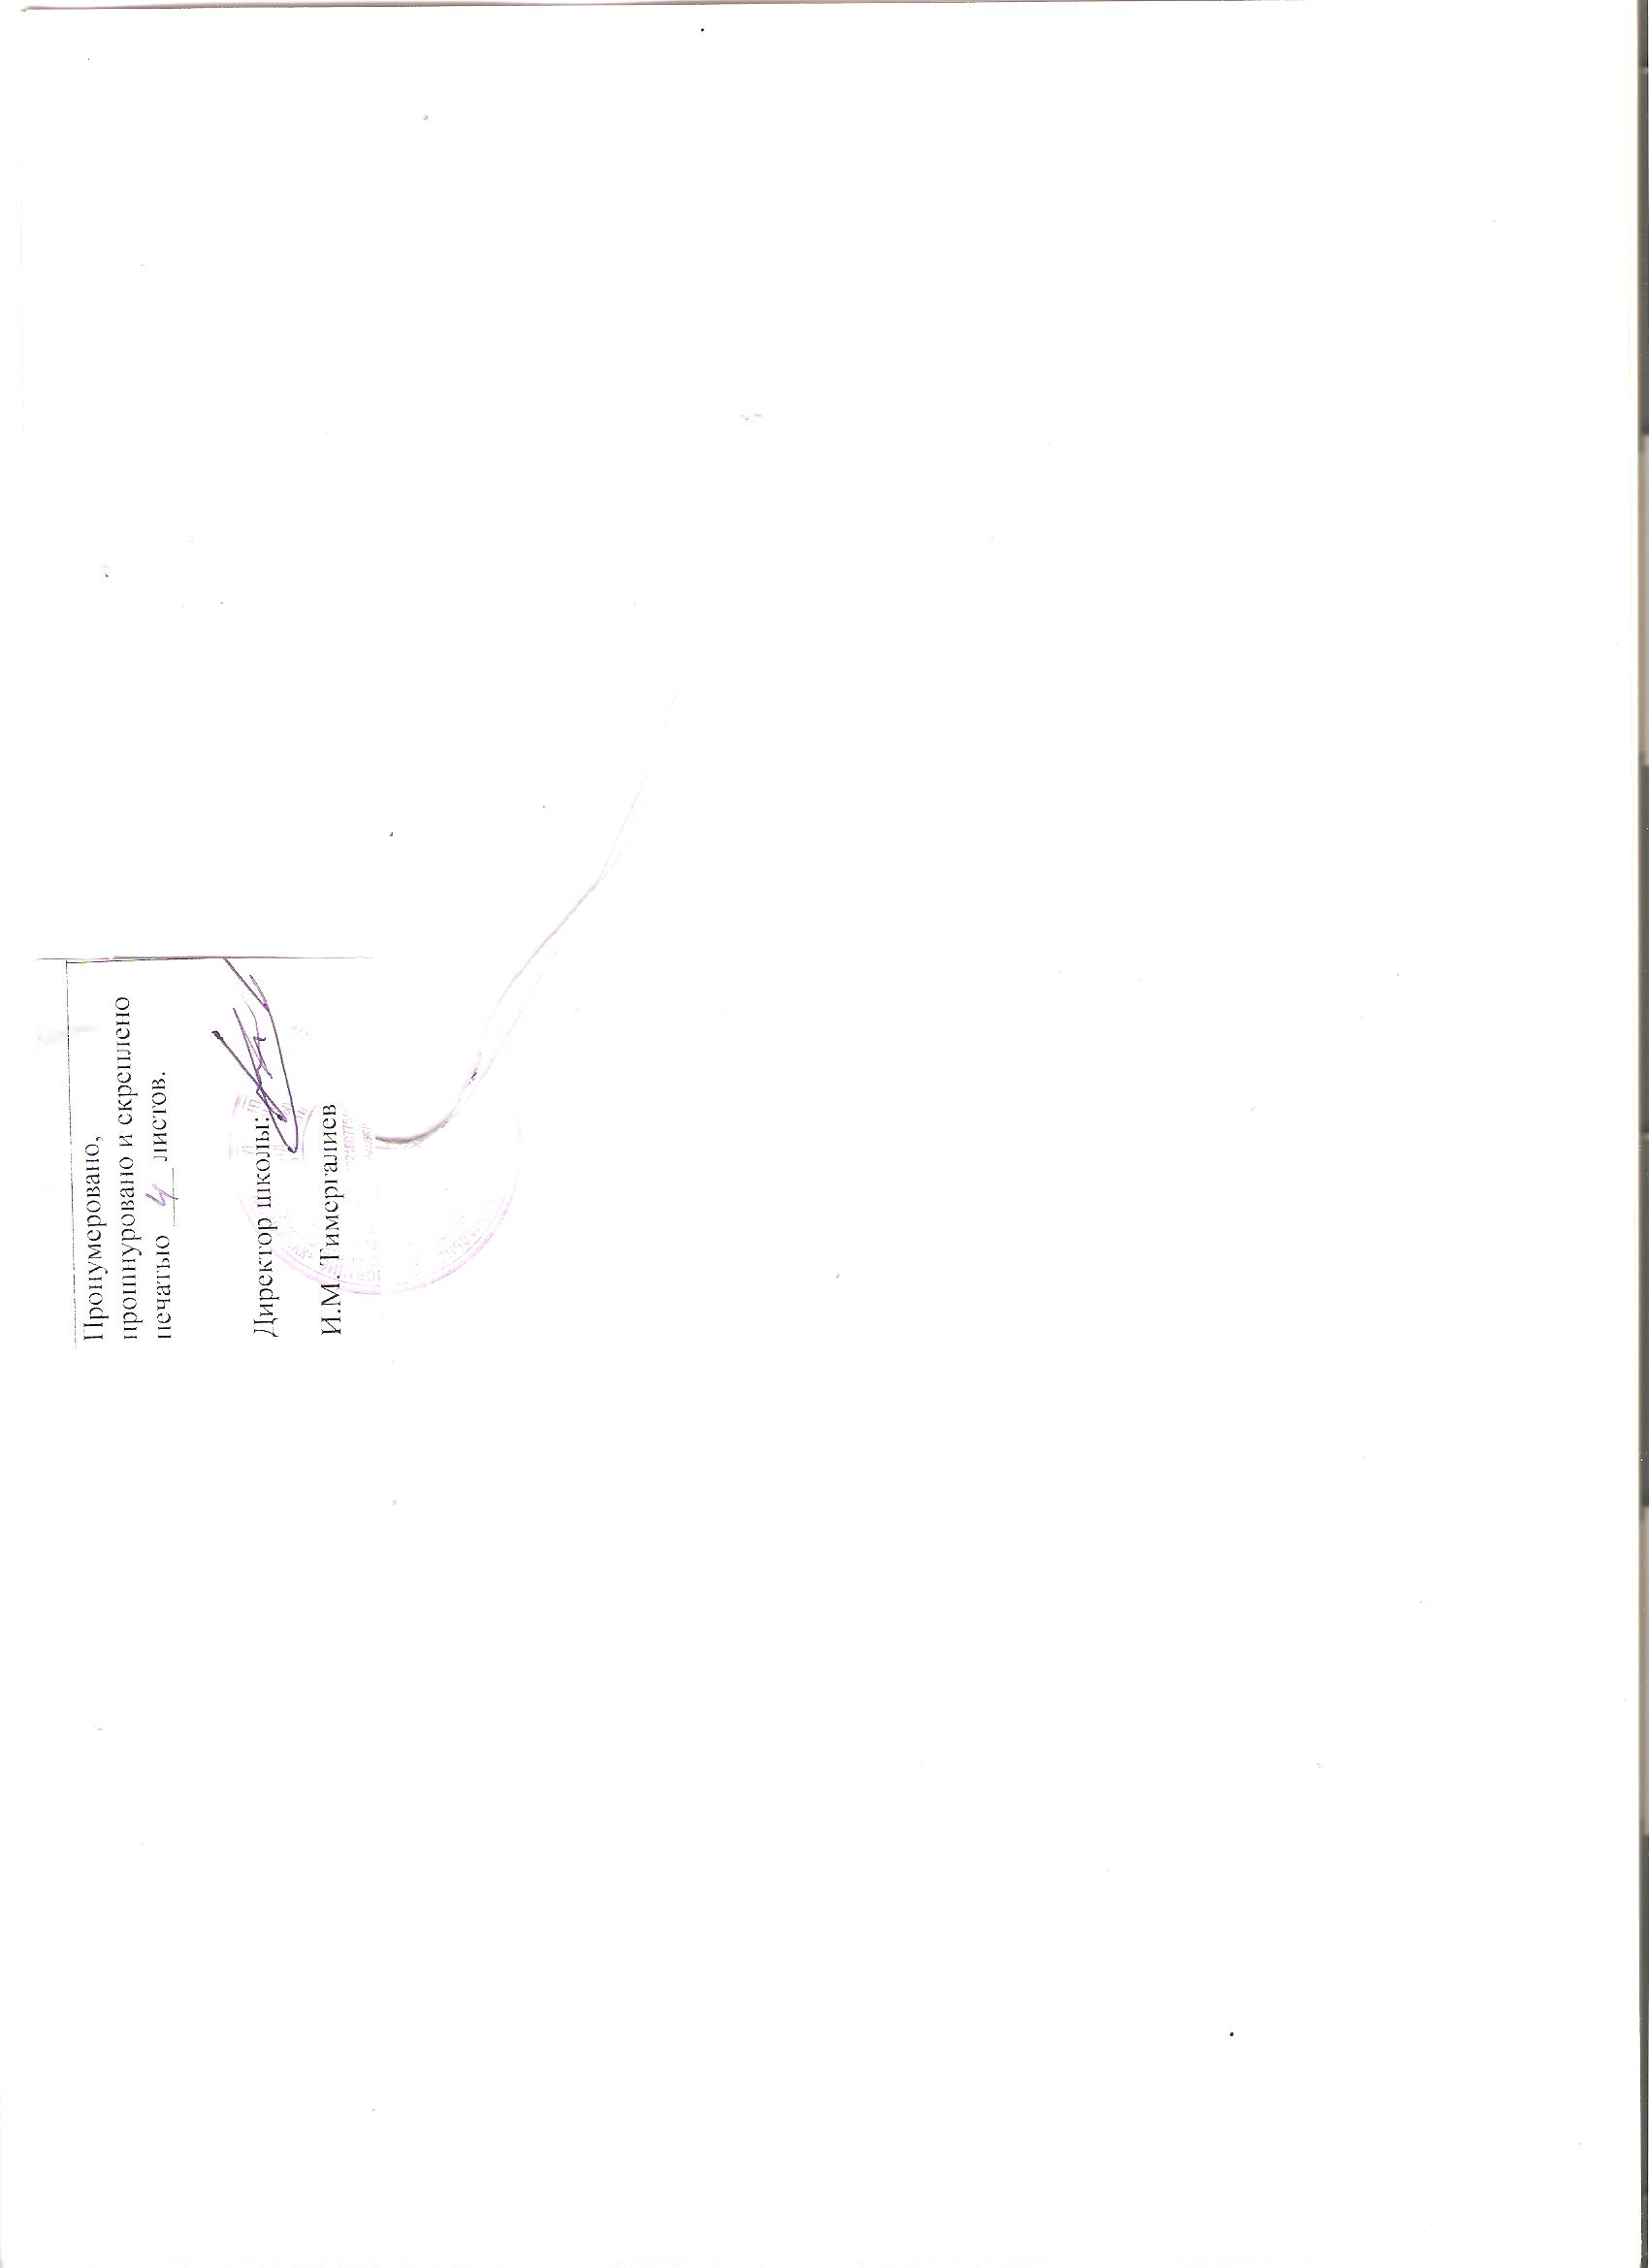 Пронумеровано,
прошнуровано и скреплено
печатью 4 листов.
Директор школы:
И.М. Тимергалиев